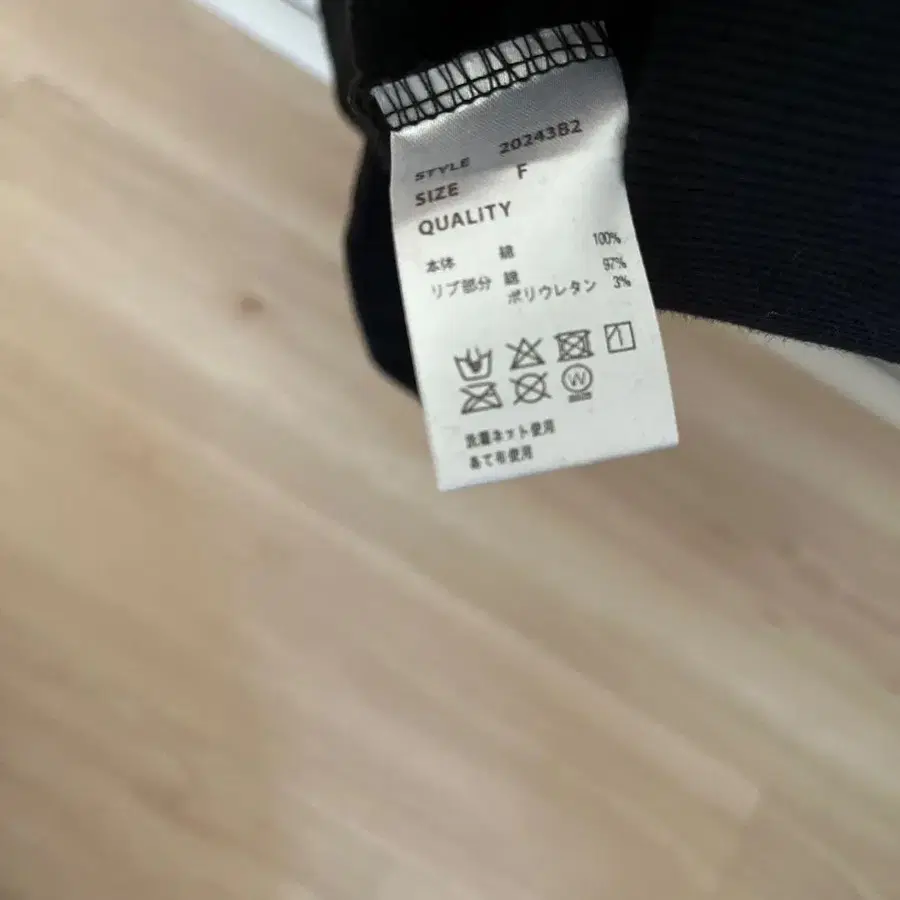 STYLE 20243B2
SIZE F
QUALITY
本体 綿 100%
リブ部分 綿 97%
ポリウレタン 3%
W
洗濯ネット使用
あて布使用